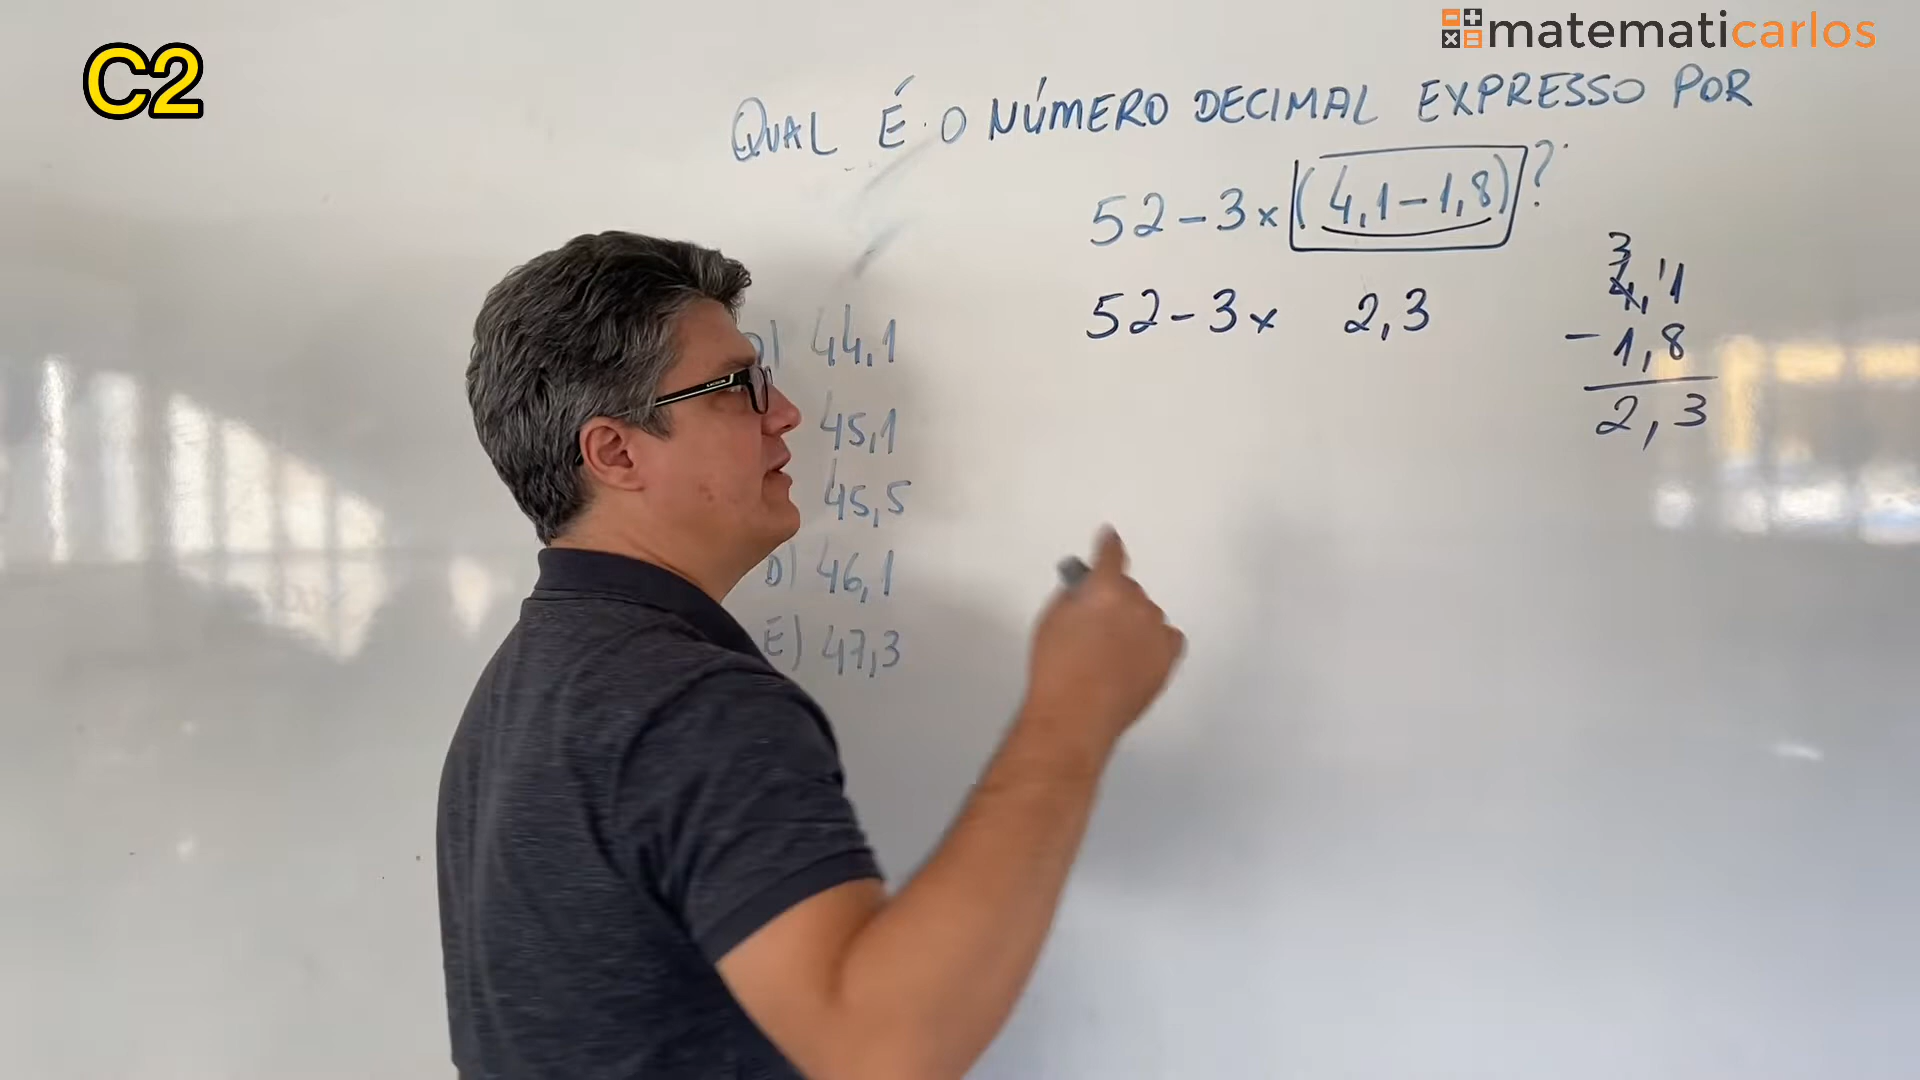 C2
matematicarlos
QUAL É O NÚMERO DECIMAL EXPRESSO POR
52-3×(4,1-1,8)?
52-3× 2,3
3
4,11
-1,8
2,3
) 44,1
45,1
45,5
D) 46,1
E) 47,3